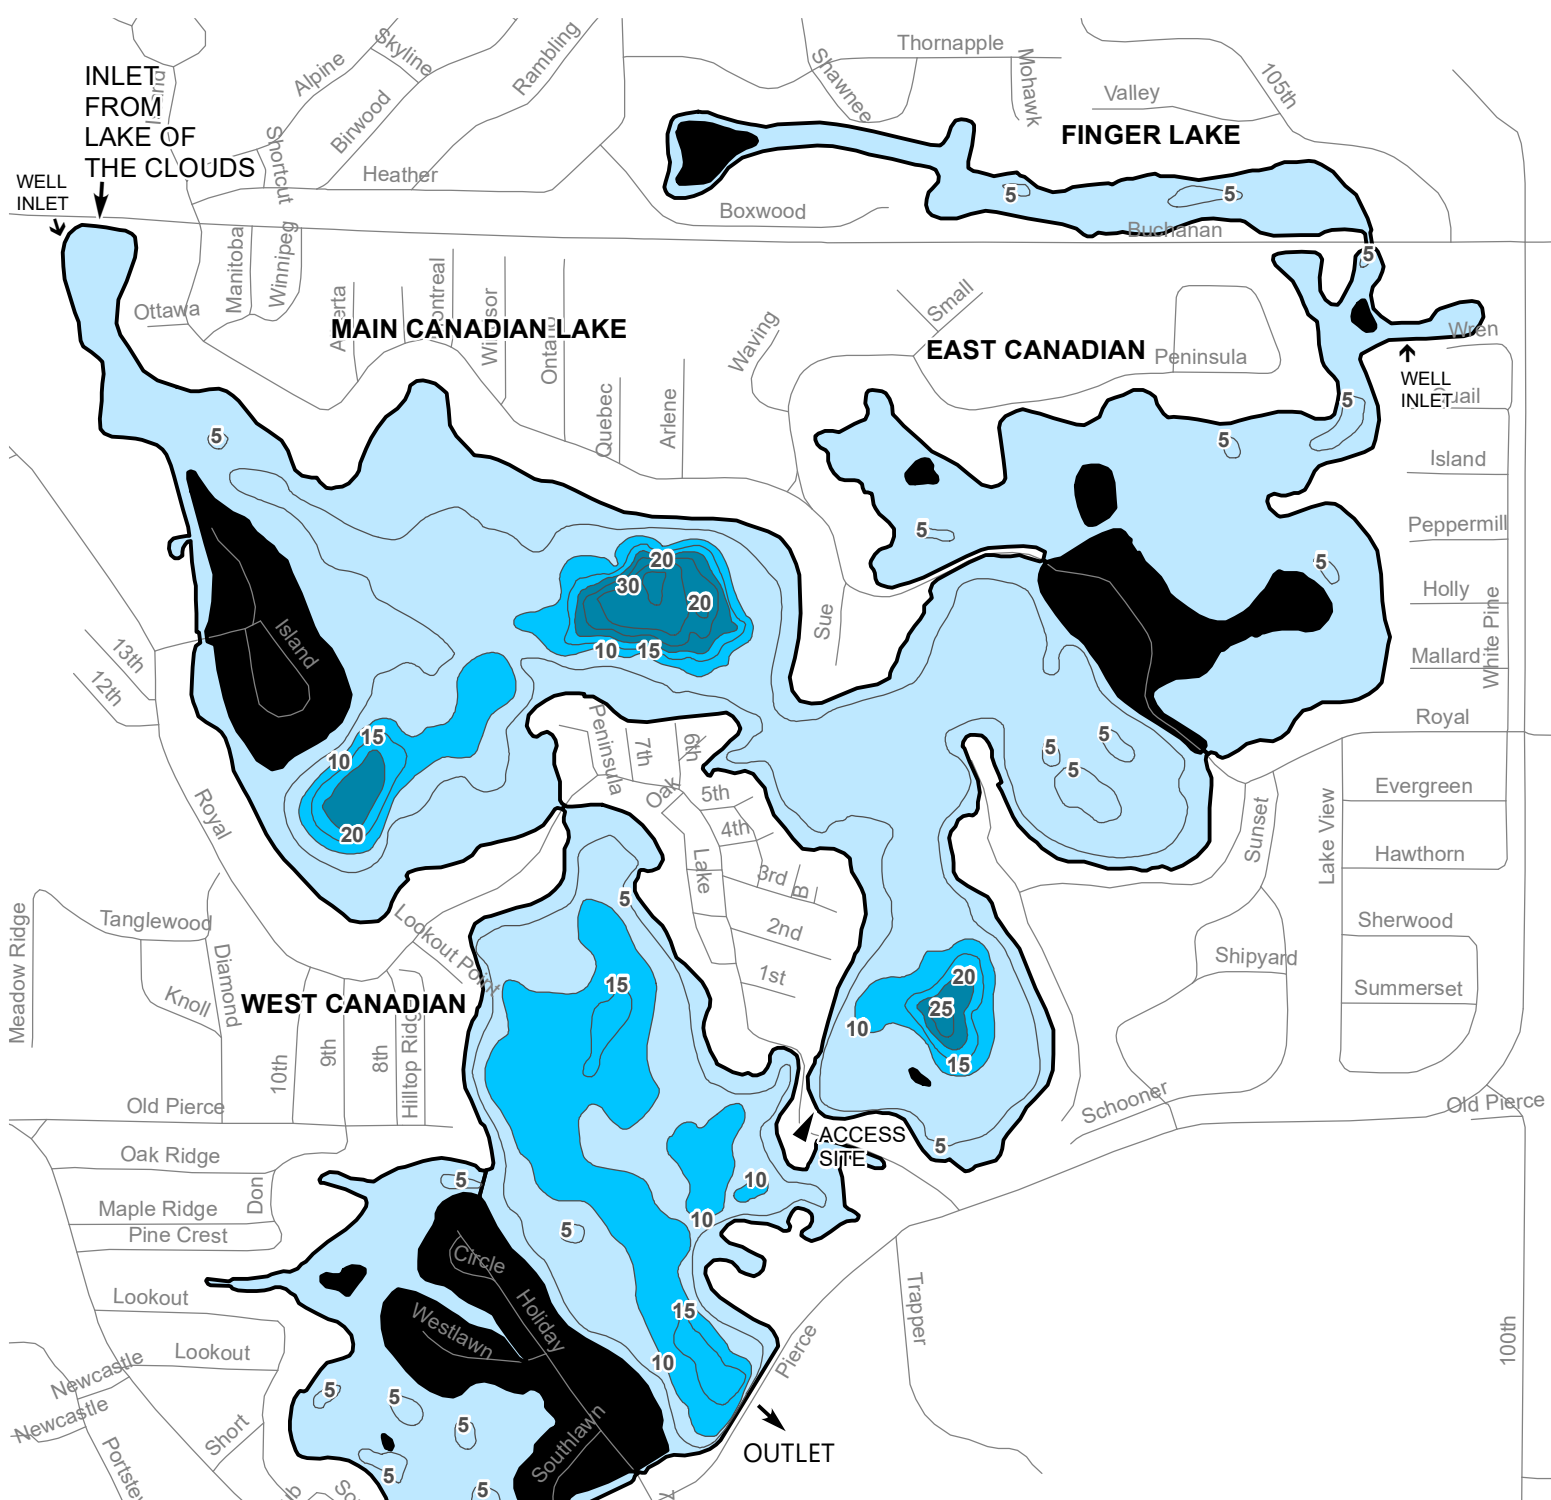 Thornapple
Skyline
Rambling
Alpine
Shawnee
Mohawk
105th
INLET
FROM
LAKE OF
THE CLOUDS
Valley
Birwood
Shortcut
FINGER LAKE
Heather
WELL
INLET
5
5
Boxwood
Buchanan
Manitoba
Winnipeg
5
Ottawa
Small
MAIN CANADIAN LAKE
Waving
EAST CANADIAN
Peninsula
Wren
WELL
INLET
Quebec
Arlene
5
5
5
Island
Peppermill
5
5
20
30
20
Holly
White Pine
10
15
Sue
Island
13th
12th
Mallard
Royal
Peninsula
7th
6th
15
10
5
5
5
Oak
5th
4th
Evergreen
Royal
20
Sunset
Lake View
Hawthorn
Lake
3rd
B
5
Meadow Ridge
Tanglewood
Lookout Point
2nd
Sherwood
Diamond
Shipyard
1st
20
15
Knoll
WEST CANADIAN
Summerset
25
10
10th
9th
8th
Hilltop Ridge
15
Old Pierce
Schooner
Old Pierce
ACCESS
SITE
5
Oak Ridge
5
10
Don
Maple Ridge
10
Pine Crest
5
Circle
Lookout
Holiday
15
Trapper
Westlawn
Pierce
100th
Lookout
10
Newcastle
5
5
Newcastle
5
Short
Southlawn
OUTLET
5
5